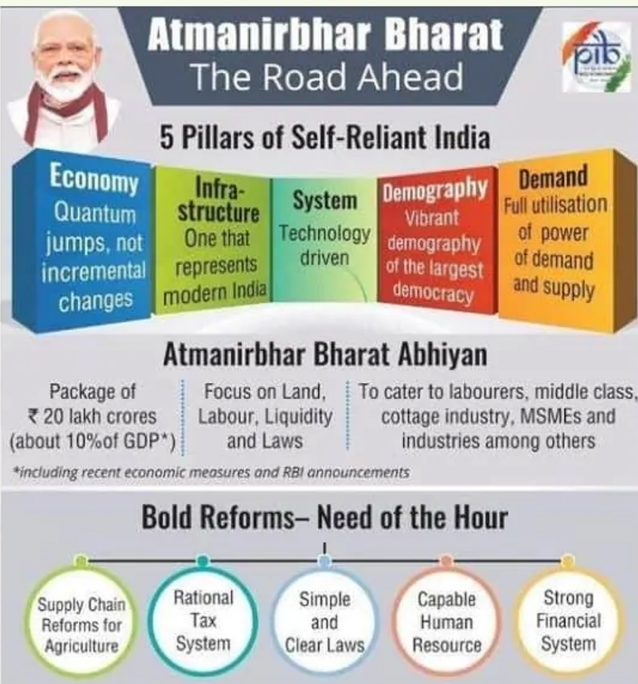 Atmanirbhar Bharat
The Road Ahead
pib
5 Pillars of Self-Reliant India
Economy
Quantum
jumps, not
incremental
changes
Infra-
structure
One that
represents
modern India
System
Technology
driven
Demography
Vibrant
demography
of the largest
democracy
Demand
Full utilisation
of power
of demand
and supply
Atmanirbhar Bharat Abhiyan
Package of
₹ 20 lakh crores
(about 10%of GDP*)
Focus on Land,
Labour, Liquidity
and Laws
To cater to labourers, middle class,
cottage industry, MSMEs and
industries among others
*including recent economic measures and RBI announcements
Bold Reforms– Need of the Hour
Supply Chain
Reforms for
Agriculture
Rational
Tax
System
Simple
and
Clear Laws
Capable
Human
Resource
Strong
Financial
System